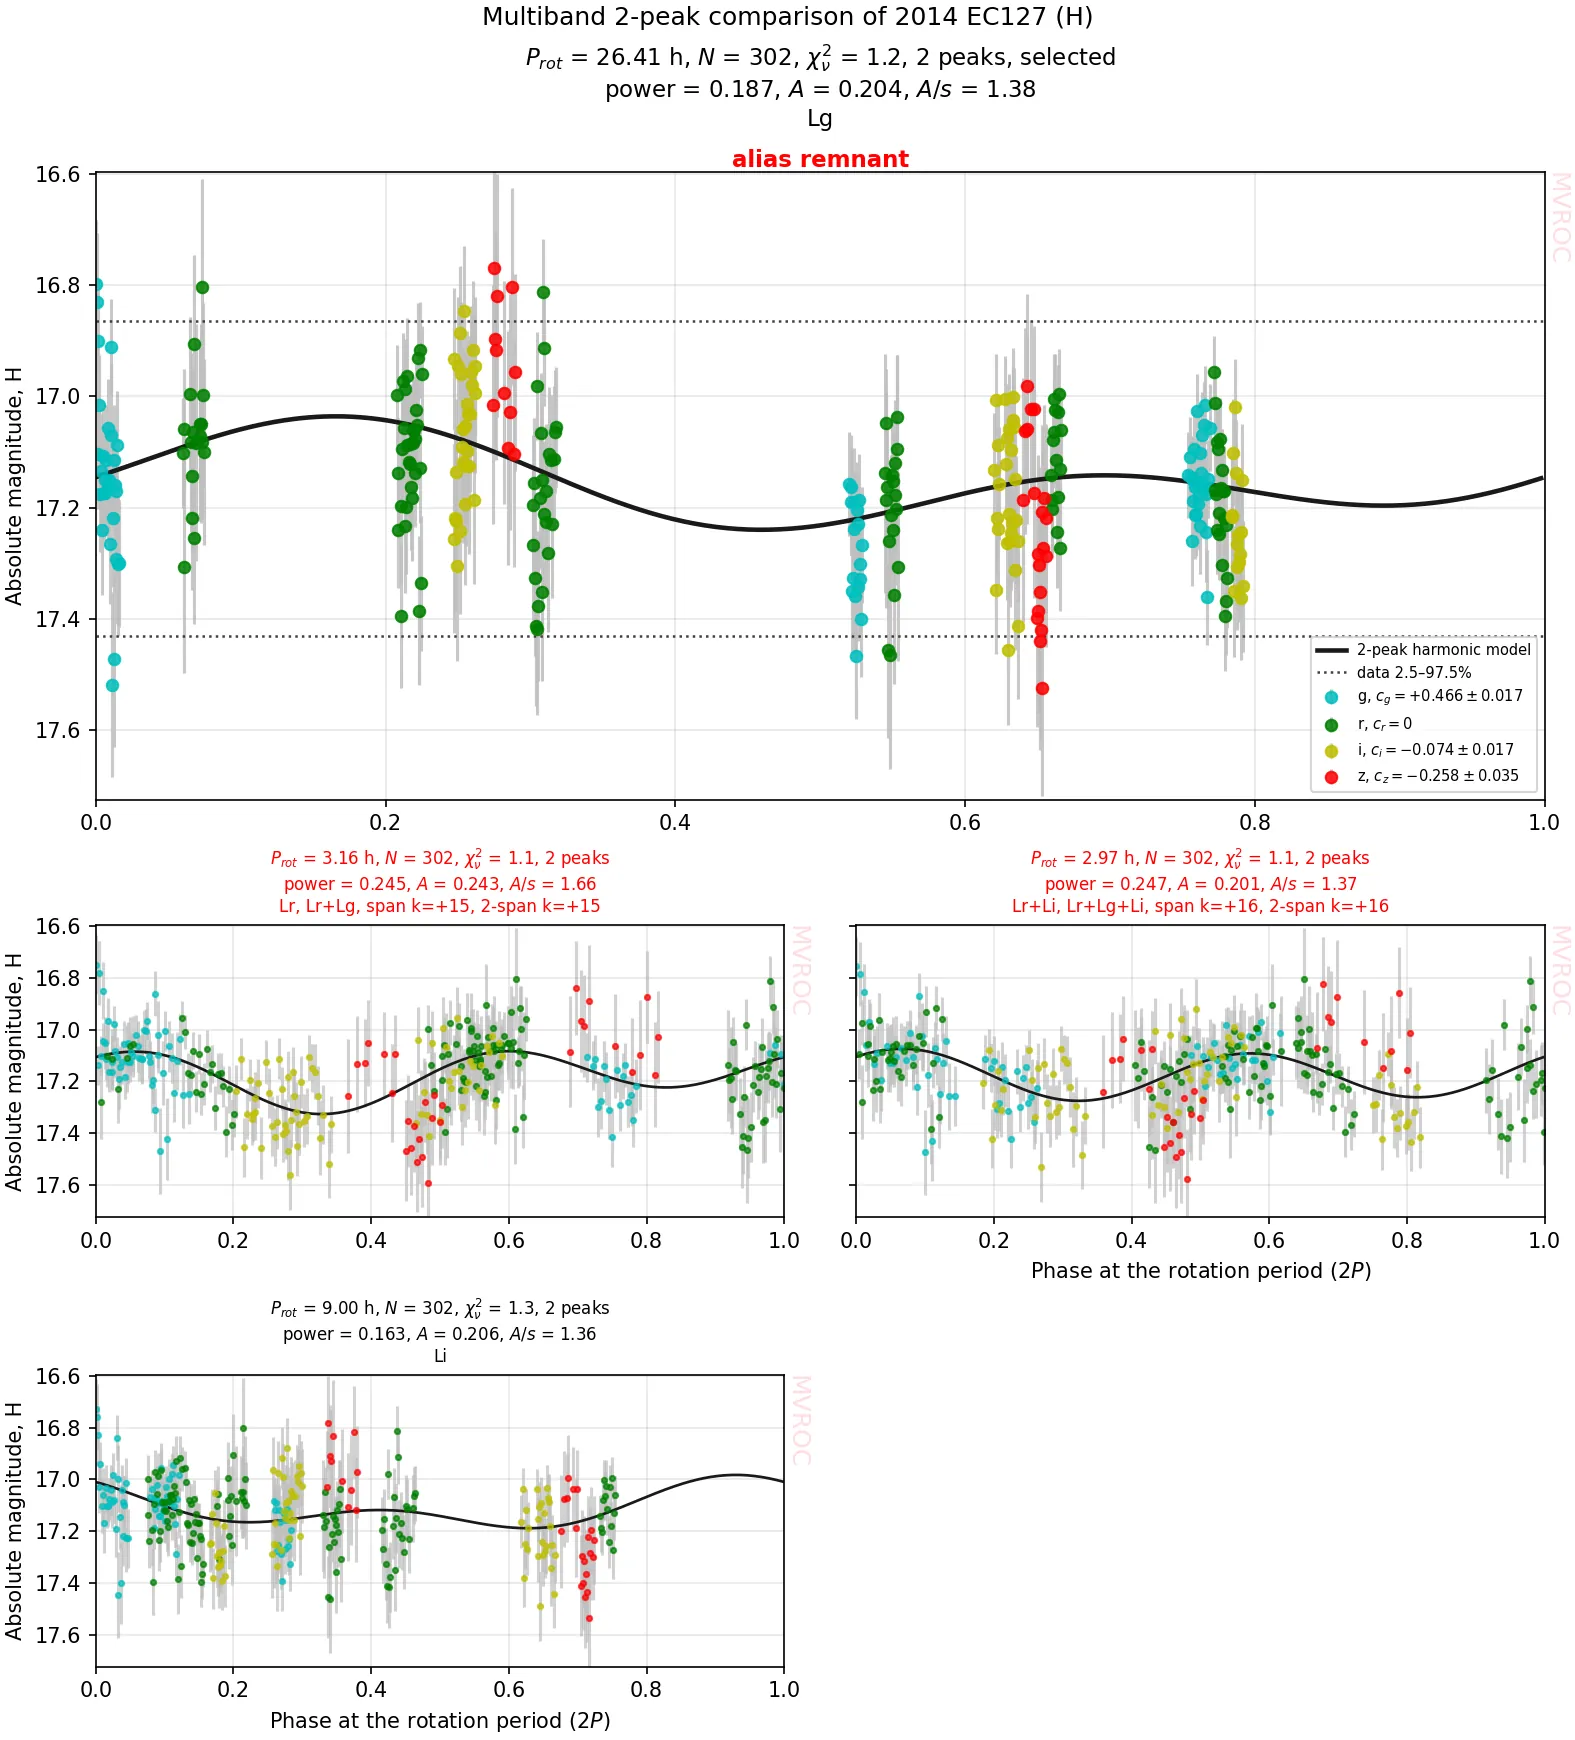 Multiband 2-peak comparison of 2014 EC127 (H)
P_rot = 26.41 h, N = 302, χ²_ν = 1.2, 2 peaks, selected
power = 0.187, A = 0.204, A/s = 1.38
Lg
alias remnant
MVROC
Absolute magnitude, H
16.6
16.8
17.0
17.2
17.4
17.6
2-peak harmonic model
data 2.5–97.5%
g, c_g = +0.466 ± 0.017
r, c_r = 0
i, c_i = −0.074 ± 0.017
z, c_z = −0.258 ± 0.035
0.0 0.2 0.4 0.6 0.8 1.0
P_rot = 3.16 h, N = 302, χ²_ν = 1.1, 2 peaks
power = 0.245, A = 0.243, A/s = 1.66
Lr, Lr+Lg, span k=+15, 2-span k=+15
MVROC
Absolute magnitude, H
16.6
16.8
17.0
17.2
17.4
17.6
0.0 0.2 0.4 0.6 0.8 1.0
P_rot = 2.97 h, N = 302, χ²_ν = 1.1, 2 peaks
power = 0.247, A = 0.201, A/s = 1.37
Lr+Li, Lr+Lg+Li, span k=+16, 2-span k=+16
MVROC
0.0 0.2 0.4 0.6 0.8 1.0
Phase at the rotation period (2P)
P_rot = 9.00 h, N = 302, χ²_ν = 1.3, 2 peaks
power = 0.163, A = 0.206, A/s = 1.36
Li
MVROC
Absolute magnitude, H
16.6
16.8
17.0
17.2
17.4
17.6
0.0 0.2 0.4 0.6 0.8 1.0
Phase at the rotation period (2P)